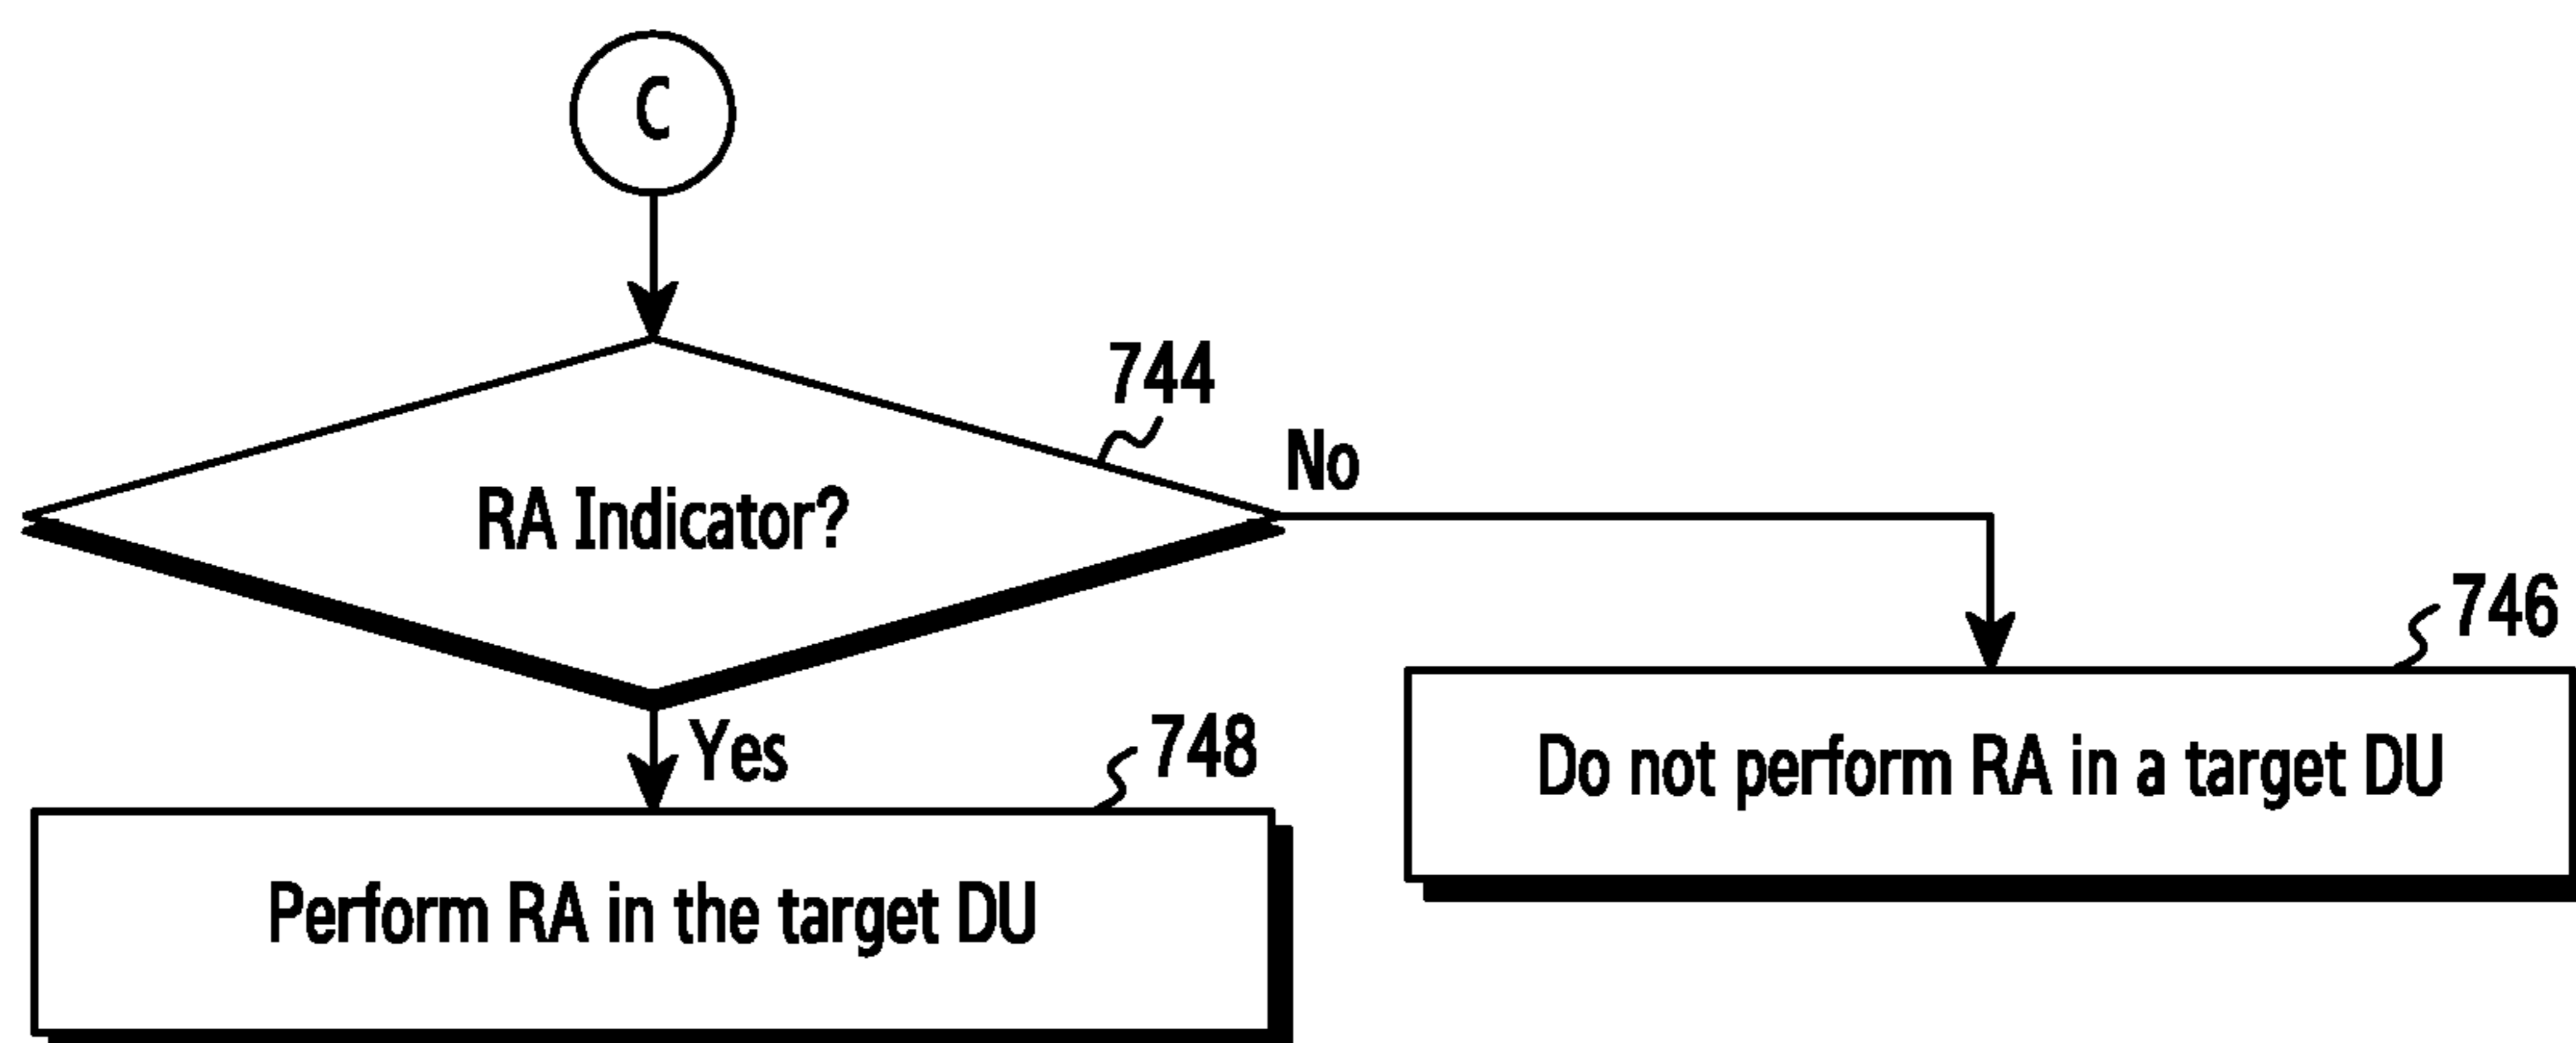 C
744
No
RA Indicator?
746
Yes
748
Do not perform RA in a target DU
Perform RA in the target DU